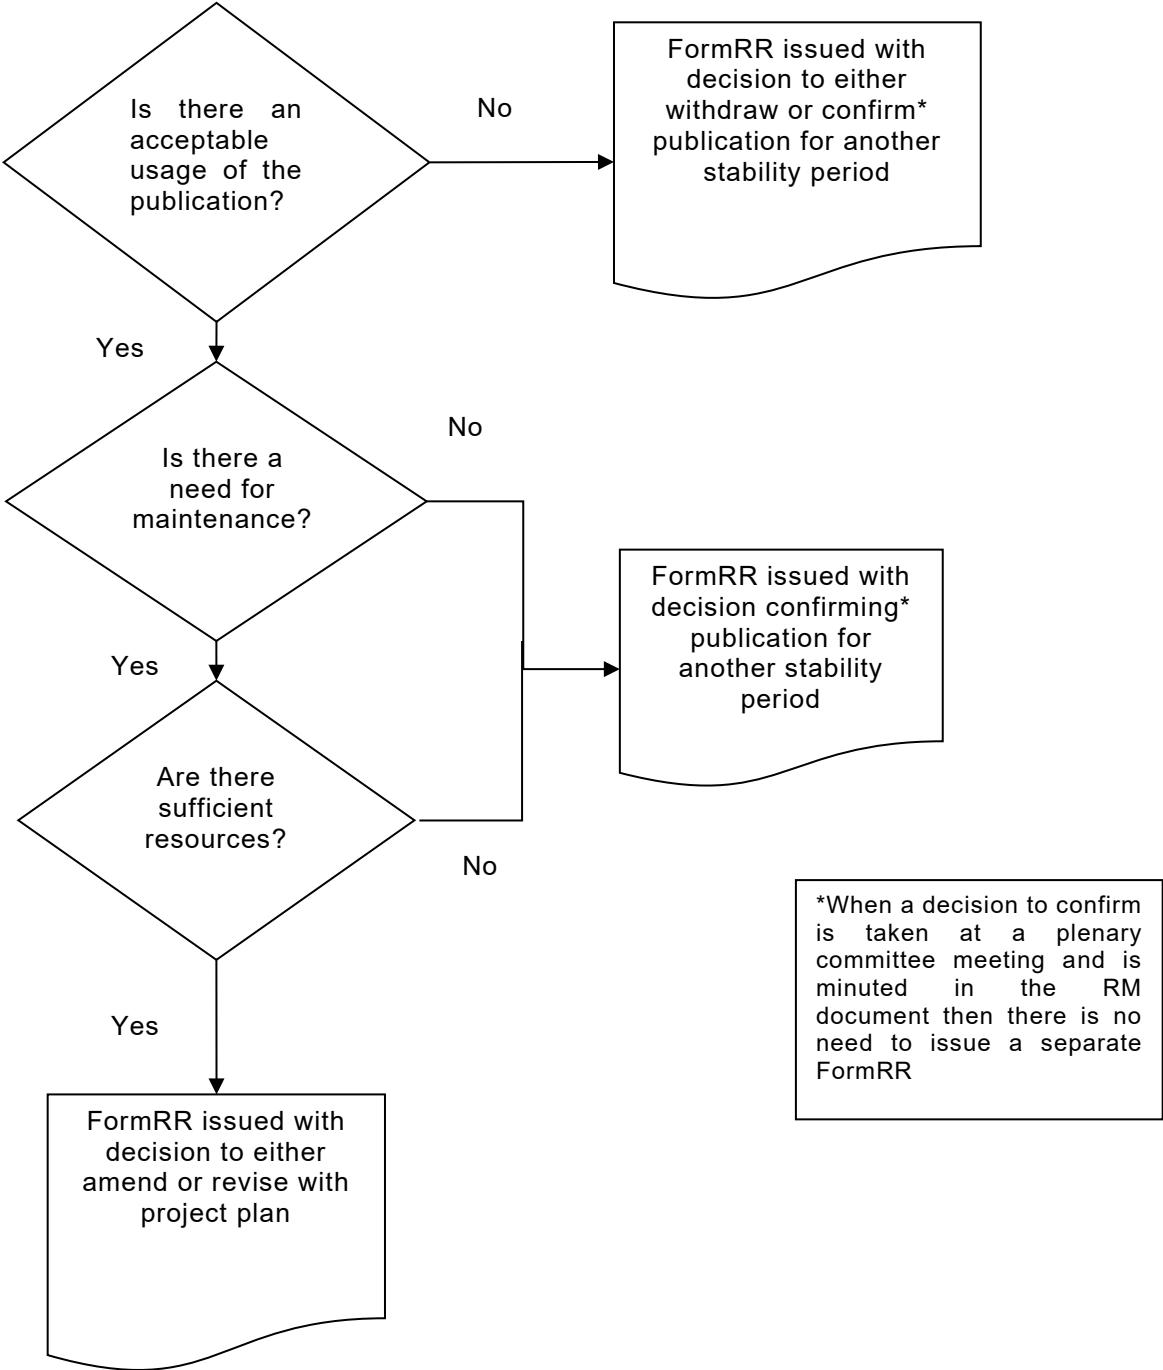 Is there an
acceptable
usage of the
publication?
No
FormRR issued with
decision to either
withdraw or confirm*
publication for another
stability period
Yes
Is there a
need for
maintenance?
No
FormRR issued with
decision confirming*
publication for
another stability
period
Yes
Are there
sufficient
resources?
No
*When a decision to confirm
is taken at a plenary
committee meeting and is
minuted in the RM
document then there is no
need to issue a separate
FormRR
Yes
FormRR issued with
decision to either
amend or revise with
project plan